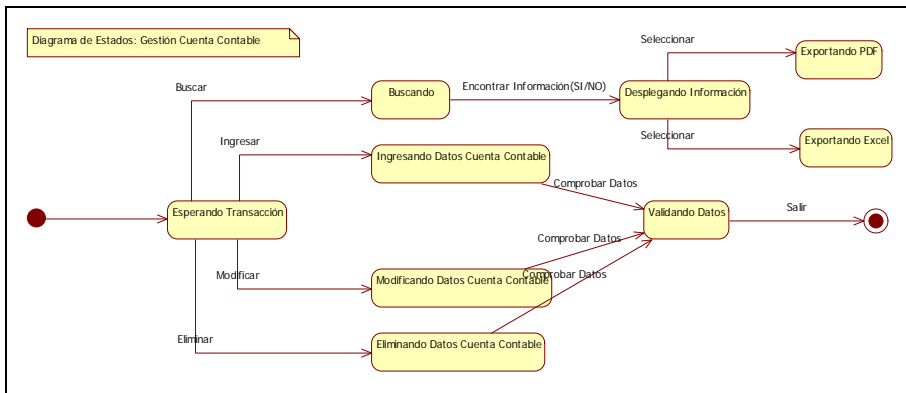 Diagrama de Estados: Gestión Cuenta Contable
Seleccionar
Exportando PDF
Buscar
Buscando
Encontrar Información(SI/NO)
Desplegando Información
Seleccionar
Exportando Excel
Ingresar
Ingresando Datos Cuenta Contable
Comprobar Datos
Esperando Transacción
Validando Datos
Salir
Comprobar Datos
Modificar
Modificando Datos Cuenta Contable
Comprobar Datos
Eliminar
Eliminando Datos Cuenta Contable